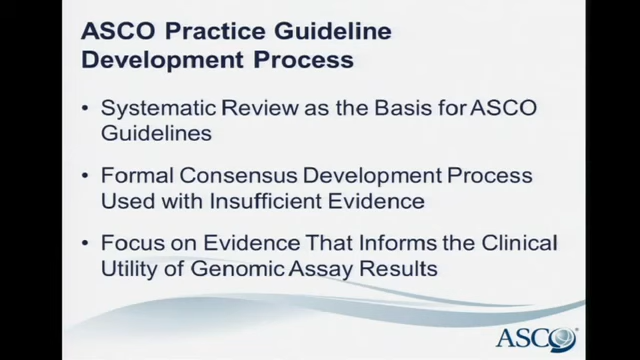 ASCO Practice Guideline
Development Process
• Systematic Review as the Basis for ASCO
Guidelines
• Formal Consensus Development Process
Used with Insufficient Evidence
• Focus on Evidence That Informs the Clinical
Utility of Genomic Assay Results
ASCO